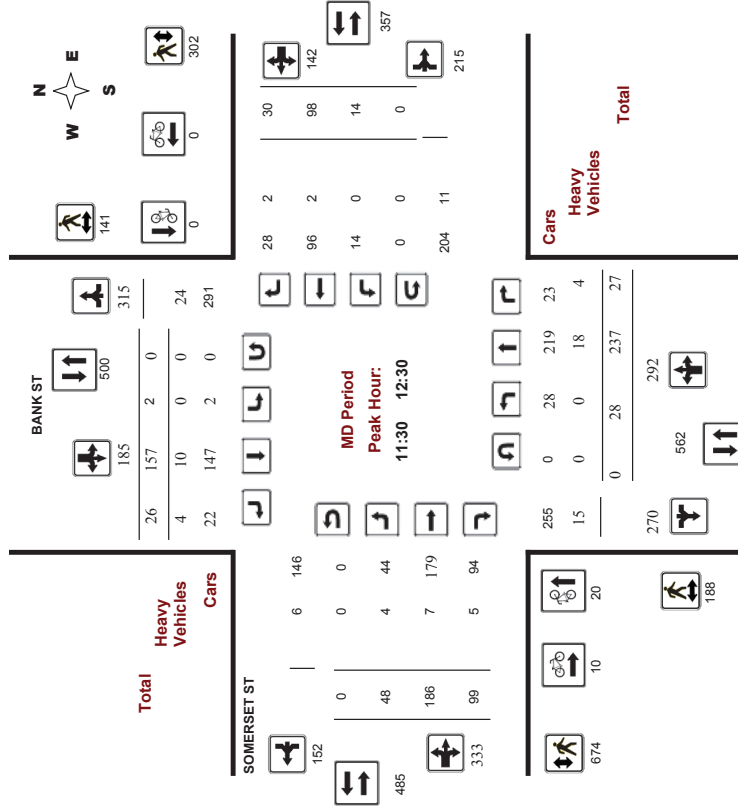 N
W E
S
302
0
0
141
BANK ST
500
185
315
26 157 2 0
4 10 0 0 24
22 147 2 0 291
Total
Heavy
Vehicles
Cars
SOMERSET ST
152
485
333
6 146
0 0 0
48 4 44
186 7 179
99 5 94
MD Period
Peak Hour:
11:30 12:30
28 2 30
96 2 98
14 0 14
0 0 0
204 11
142
357
215
Cars
Heavy
Vehicles
Total
255 0 28 219 23
15 0 0 18 4
0 28 237 27
270
562
292
10
20
674
188